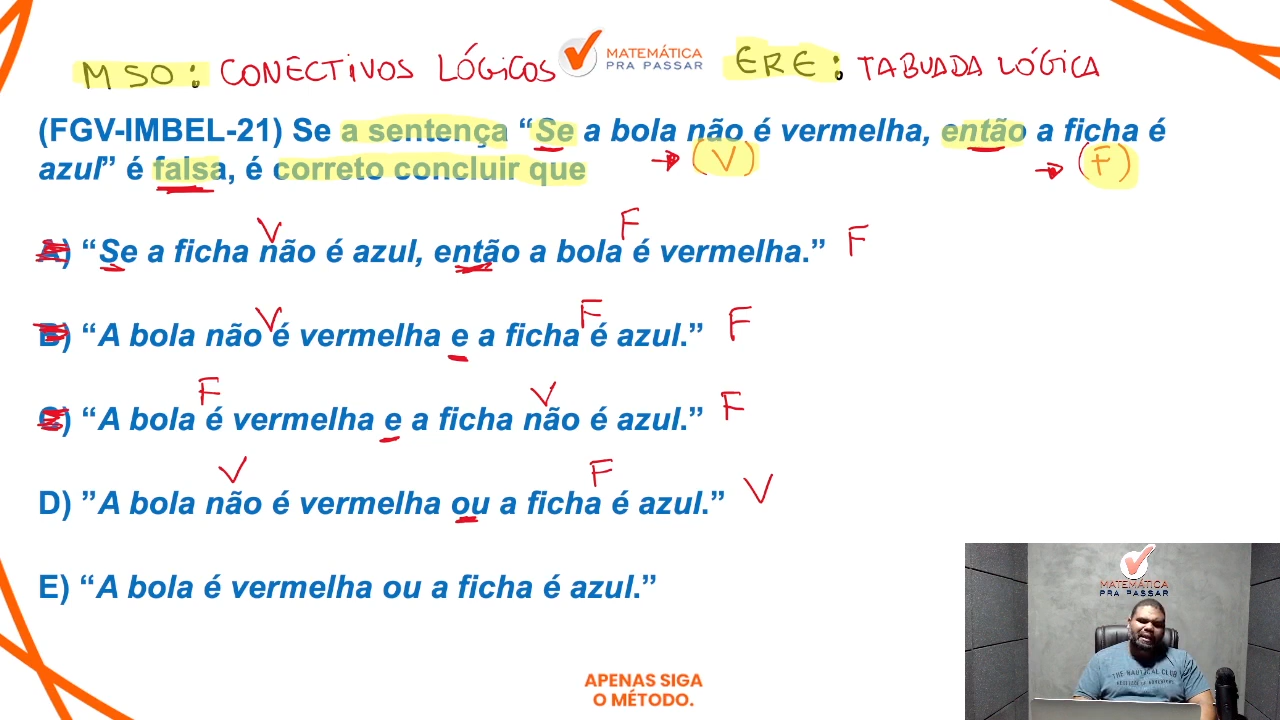 MSO: CONECTIVOS LÓGICOS MATEMÁTICA PRA PASSAR ERE: TABUADA LÓGICA
(FGV-IMBEL-21) Se a sentença “Se a bola não é vermelha, então a ficha é
azul” é falsa, é correto concluir que (V) (F)
V F
A) “Se a ficha não é azul, então a bola é vermelha.” F
V F
B) “A bola não é vermelha e a ficha é azul.” F
F V
C) “A bola é vermelha e a ficha não é azul.” F
V F
D) ”A bola não é vermelha ou a ficha é azul.” V
E) “A bola é vermelha ou a ficha é azul.”
MATEMÁTICA
PRA PASSAR
THE NAUTICAL CLUB
APENAS SIGA
O MÉTODO.